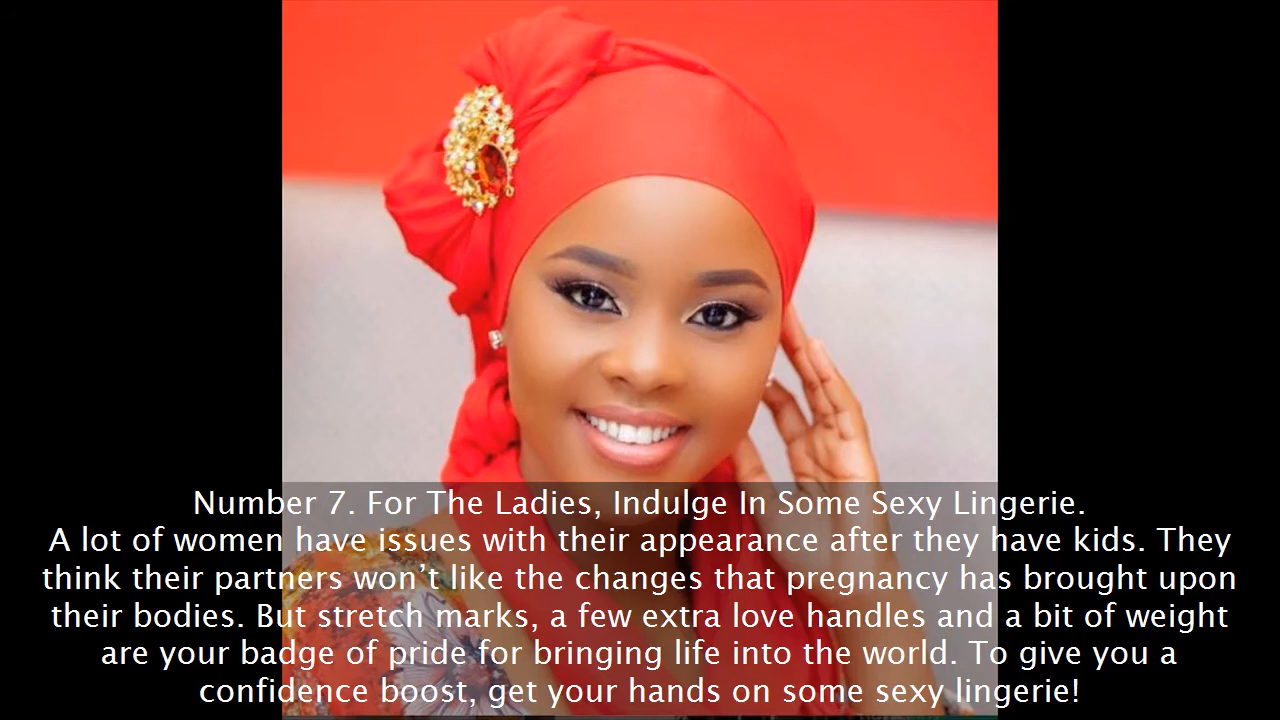 Number 7. For The Ladies, Indulge In Some Sexy Lingerie.
A lot of women have issues with their appearance after they have kids. They
think their partners won’t like the changes that pregnancy has brought upon
their bodies. But stretch marks, a few extra love handles and a bit of weight
are your badge of pride for bringing life into the world. To give you a
confidence boost, get your hands on some sexy lingerie!